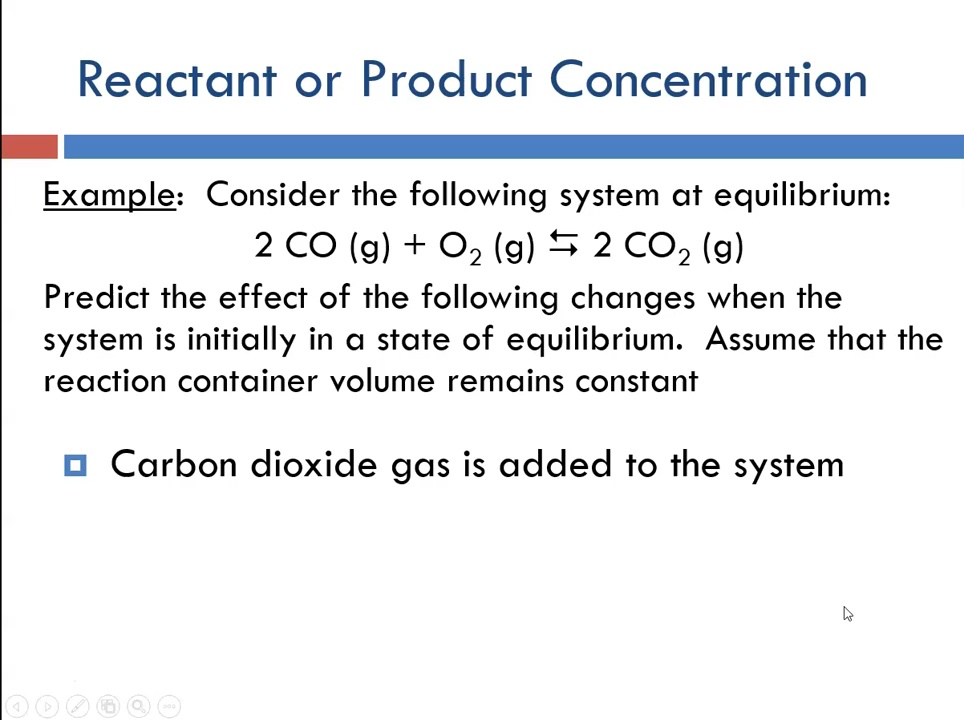 Reactant or Product Concentration
Example: Consider the following system at equilibrium:
2 CO (g) + O₂ (g) ⇆ 2 CO₂ (g)
Predict the effect of the following changes when the
system is initially in a state of equilibrium. Assume that the
reaction container volume remains constant
Carbon dioxide gas is added to the system